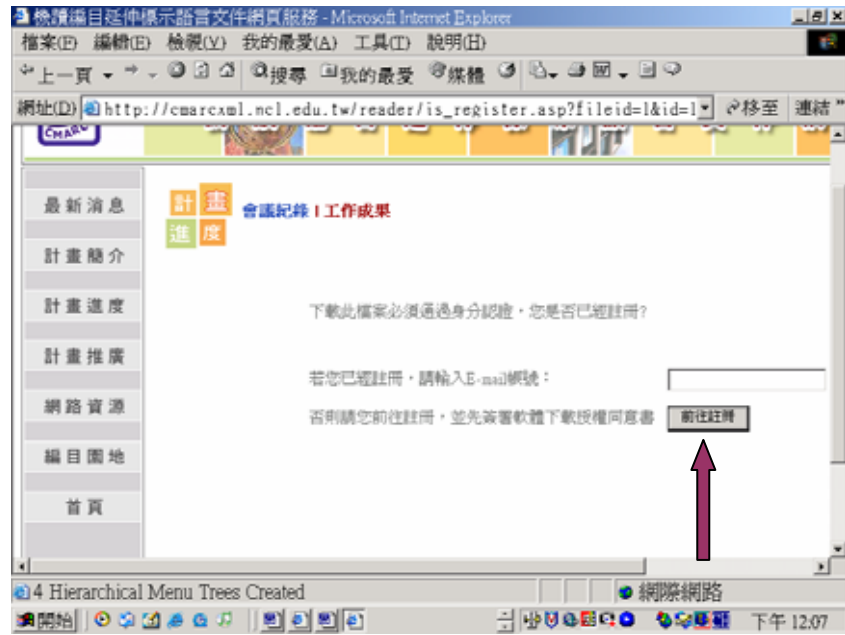 機讀編目延伸標示語言文件網頁服務 - Microsoft Internet Explorer
檔案(F) 編輯(E) 檢視(V) 我的最愛(A) 工具(T) 說明(H)
上一頁 搜尋 我的最愛 媒體
網址(D) http://cmarcxml.ncl.edu.tw/reader/is_register.asp?fileid=1&id=1 移至 連結 "
CMARC
最新消息
計畫簡介
計畫進度
計畫推廣
網路資源
編目園地
首頁
計畫進度
會議紀錄 | 工作成果
下載此檔案必須通過身分認證，您是否已經註冊?
若您已經註冊，請輸入E-mail帳號：
否則請您前往註冊，並先簽署軟體下載授權同意書 前往註冊
4 Hierarchical Menu Trees Created 網際網路
開始 下午 12:07